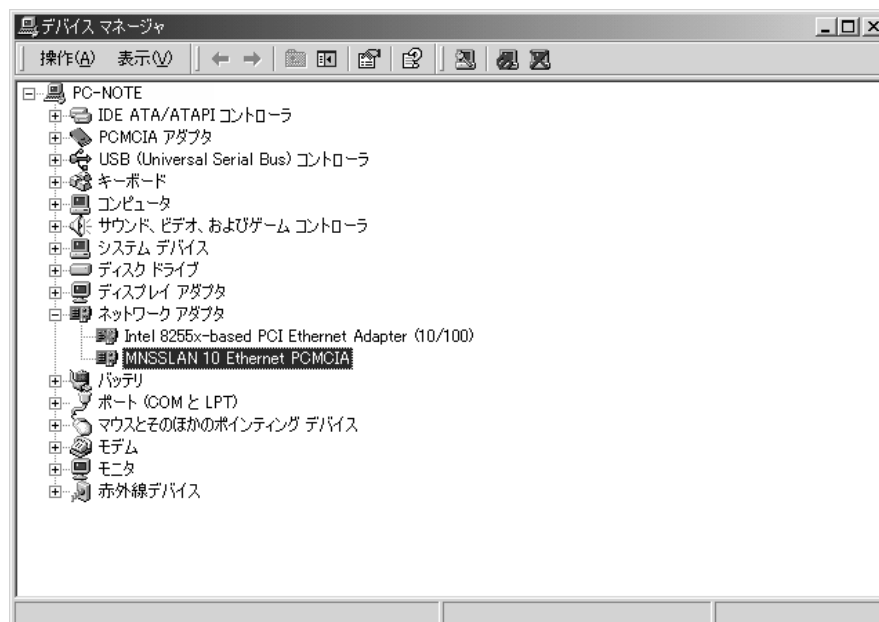 デバイス マネージャ
操作(A) 表示(V)
PC-NOTE
IDE ATA/ATAPI コントローラ
PCMCIA アダプタ
USB (Universal Serial Bus) コントローラ
キーボード
コンピュータ
サウンド、ビデオ、およびゲーム コントローラ
システム デバイス
ディスク ドライブ
ディスプレイ アダプタ
ネットワーク アダプタ
Intel 8255x-based PCI Ethernet Adapter (10/100)
MNSSLAN 10 Ethernet PCMCIA
バッテリ
ポート (COM と LPT)
マウスとそのほかのポインティング デバイス
モデム
モニタ
赤外線デバイス